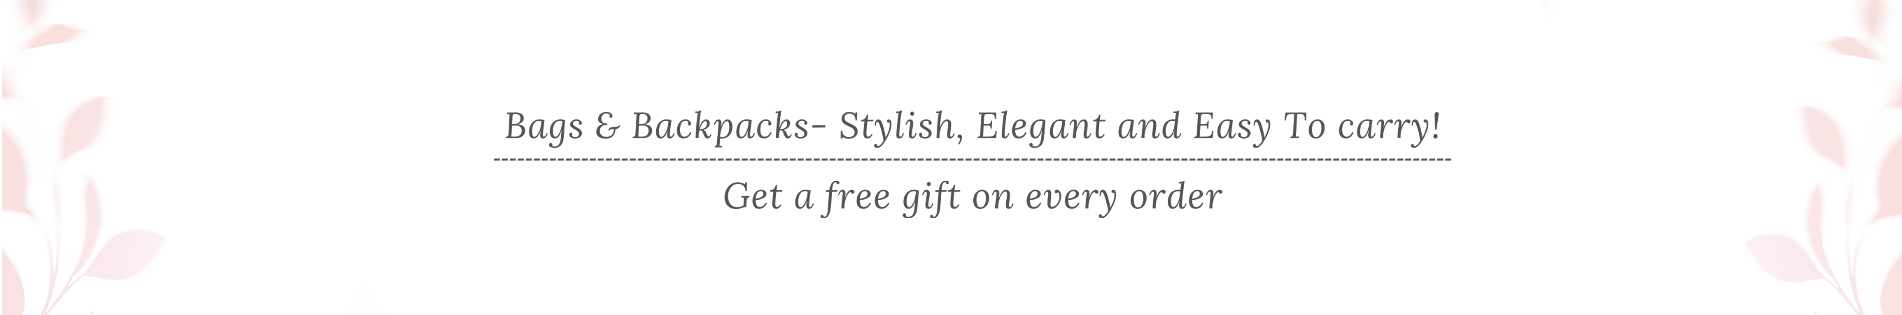 Bags & Backpacks- Stylish, Elegant and Easy To carry!
Get a free gift on every order